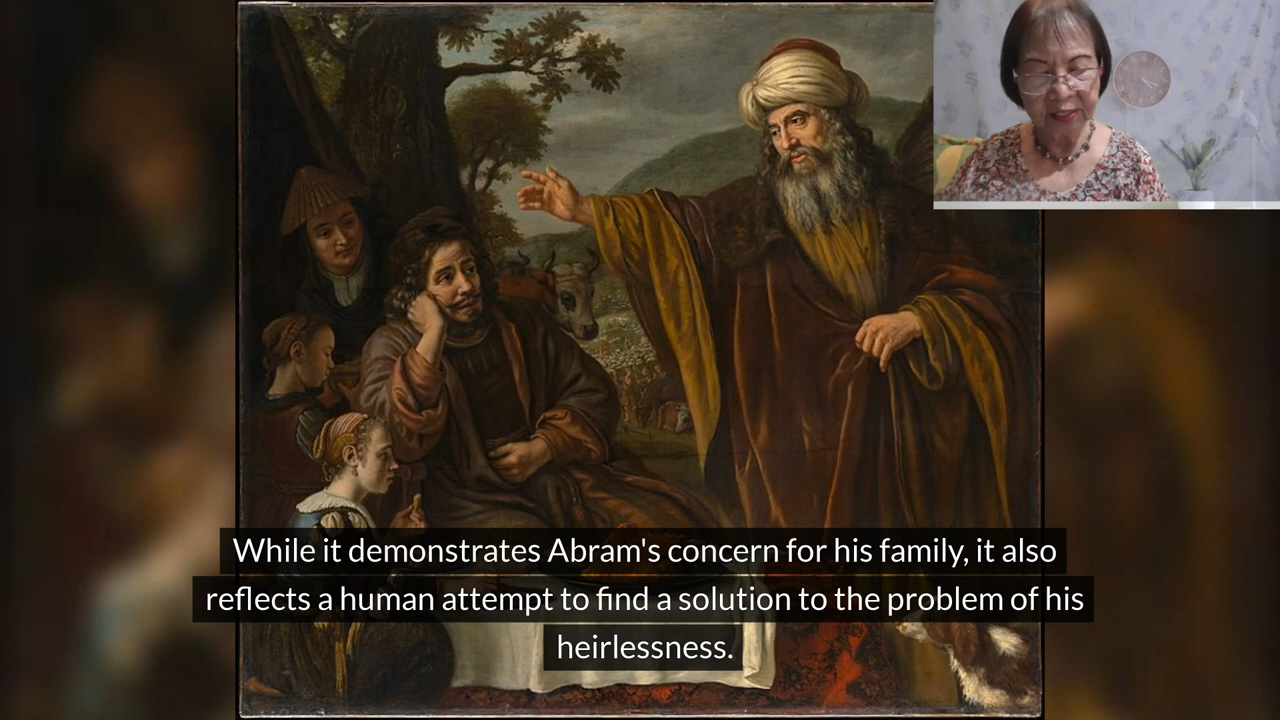 While it demonstrates Abram's concern for his family, it also
reflects a human attempt to find a solution to the problem of his
heirlessness.